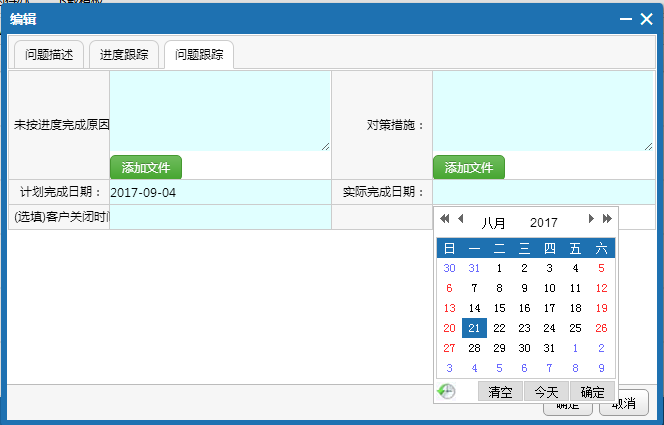 编辑
问题描述 进度跟踪 问题跟踪
未按进度完成原因 对策措施：
添加文件 添加文件
计划完成日期： 2017-09-04 实际完成日期：
(选填)客户关闭时间
八月 2017
日 一 二 三 四 五 六
30 31 1 2 3 4 5
6 7 8 9 10 11 12
13 14 15 16 17 18 19
20 21 22 23 24 25 26
27 28 29 30 31 1 2
3 4 5 6 7 8 9
清空 今天 确定
确定 取消